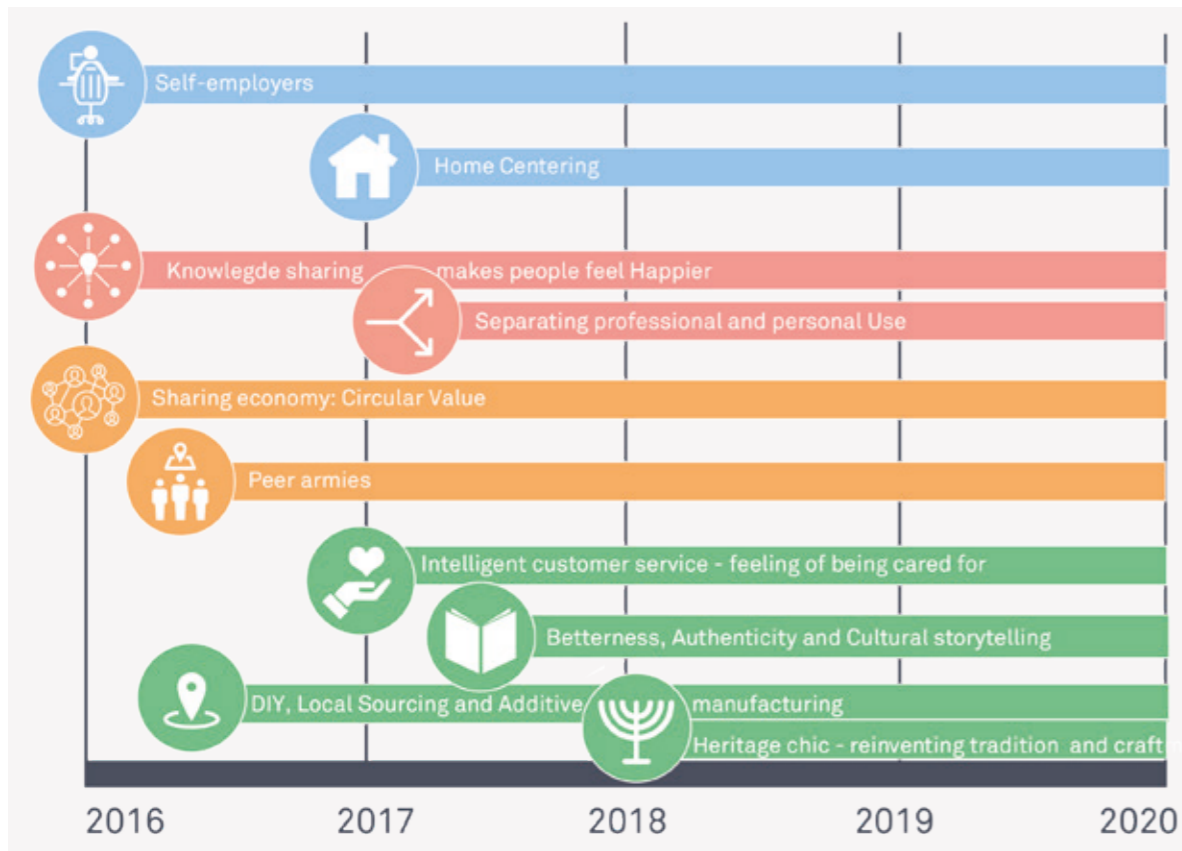 Self-employers
Home Centering
Knowlegde sharing makes people feel Happier
Separating professional and personal Use
Sharing economy: Circular Value
Peer armies
Intelligent customer service - feeling of being cared for
Betterness, Authenticity and Cultural storytelling
DIY, Local Sourcing and Additive manufacturing
Heritage chic - reinventing tradition and craft
2016 2017 2018 2019 2020